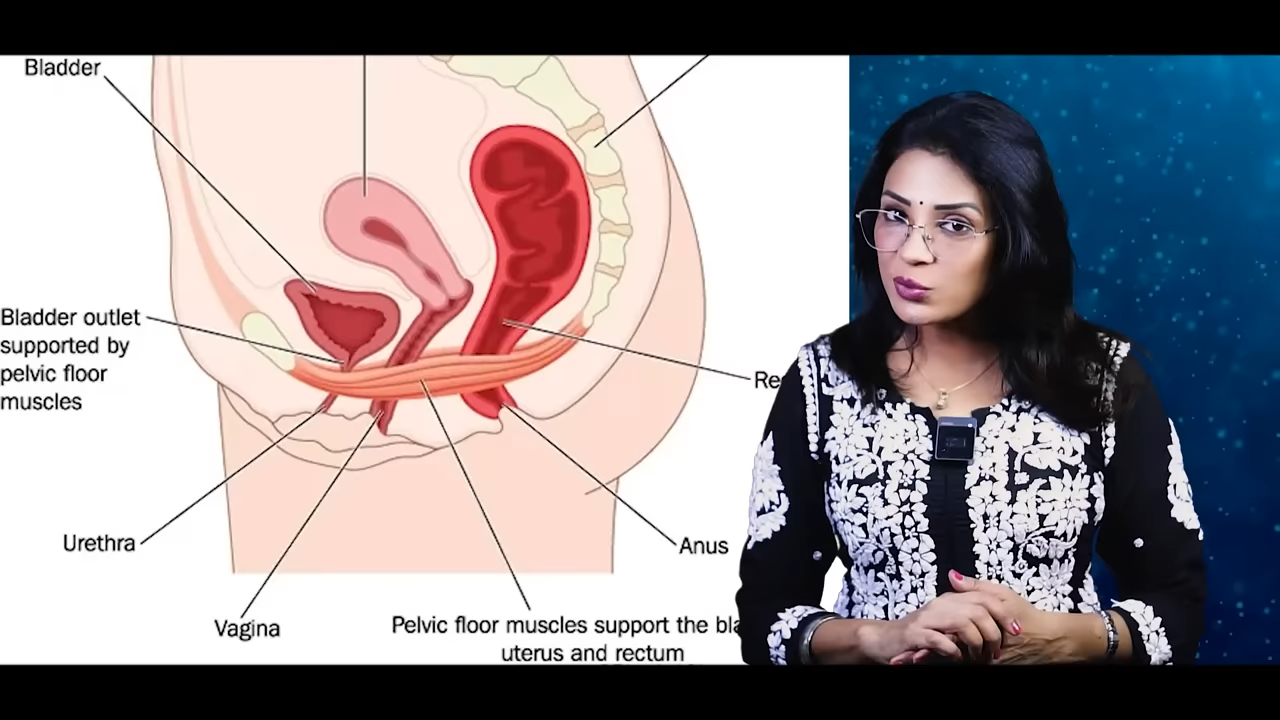 Bladder
Bladder outlet
supported by
pelvic floor
muscles
Urethra
Vagina
Anus
Pelvic floor muscles support the
uterus and rectum